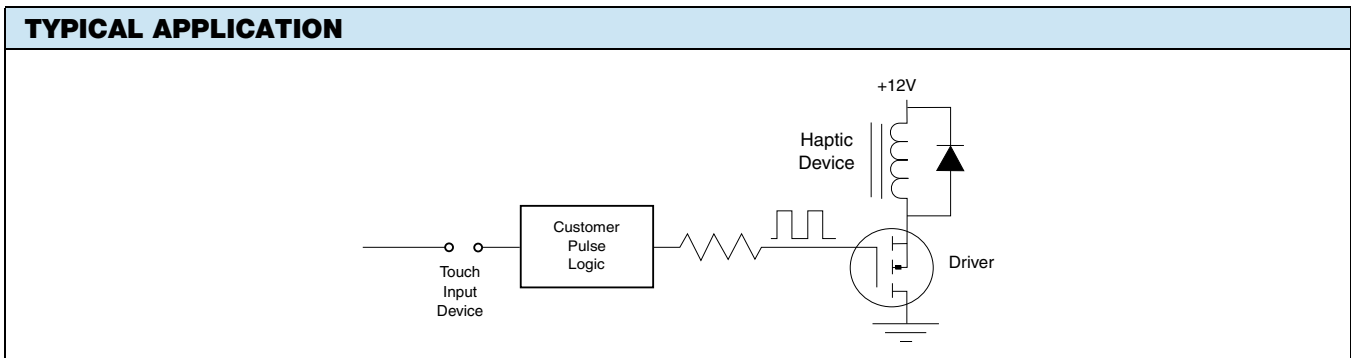 TYPICAL APPLICATION
+12V
Haptic
Device
Customer
Pulse
Logic
Touch
Input
Device
Driver